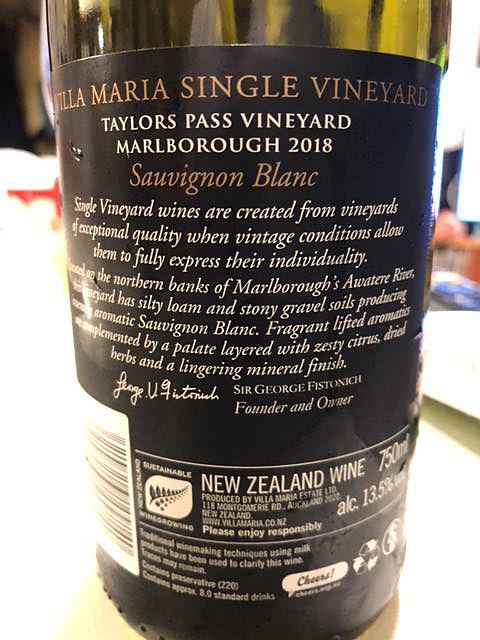 VILLA MARIA SINGLE VINEYARD
TAYLORS PASS VINEYARD
MARLBOROUGH 2018
Sauvignon Blanc
Single Vineyard wines are created from vineyards
of exceptional quality when vintage conditions allow
them to fully express their individuality.
on the northern banks of Marlborough's Awatere River,
vineyard has silty loam and stony gravel soils producing
aromatic Sauvignon Blanc. Fragrant lifted aromatics
complemented by a palate layered with zesty citrus, dried
herbs and a lingering mineral finish.
George V Fistonich
SIR GEORGE FISTONICH
Founder and Owner
NEW ZEALAND
SUSTAINABLE
WINEGROWING
NEW ZEALAND WINE 750ml
PRODUCED BY VILLA MARIA ESTATE LTD,
118 MONTGOMERIE RD., AUCKLAND 2022,
NEW ZEALAND.
WWW.VILLAMARIA.CO.NZ
alc. 13.5% vol
Please enjoy responsibly
Traditional winemaking techniques using milk
products have been used to clarify this wine.
Traces may remain.
Contains preservative (220)
Contains approx. 8.0 standard drinks
Cheers!
cheers.org.nz